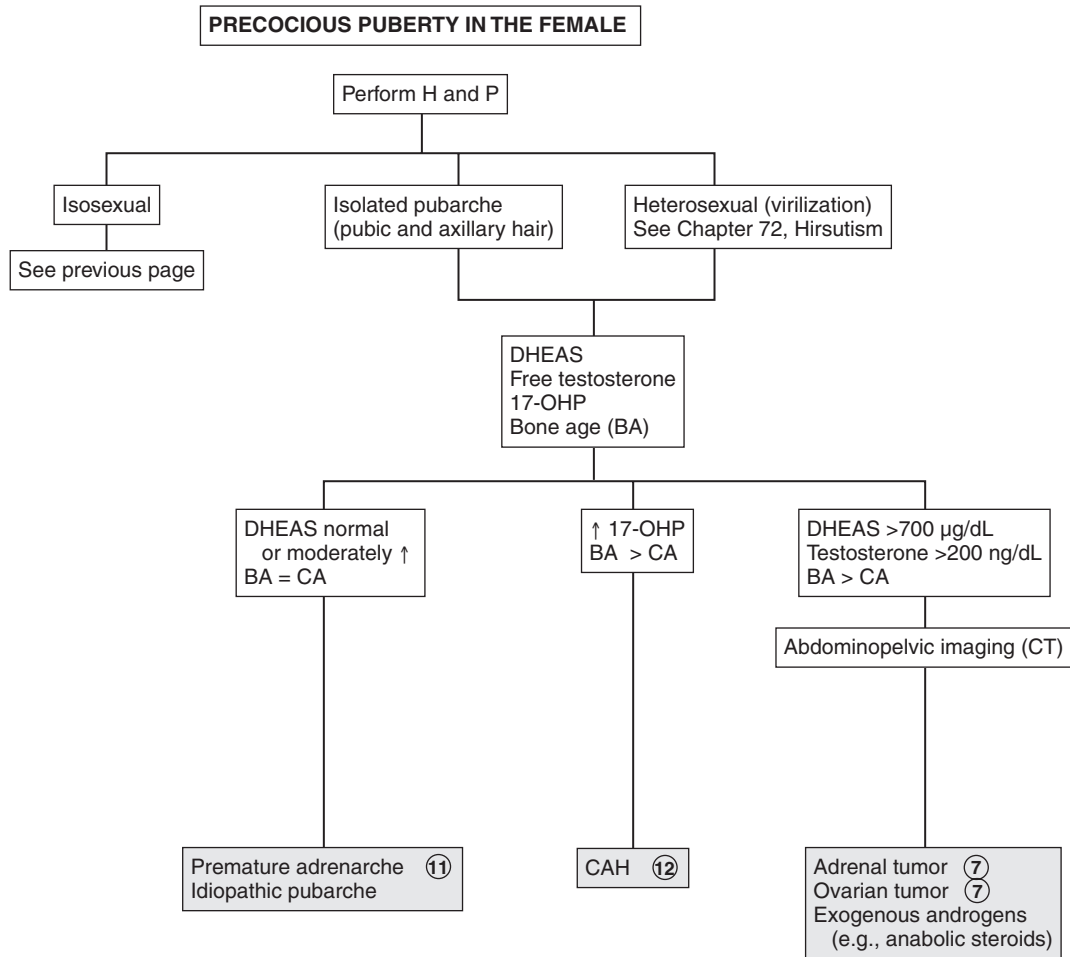 PRECOCIOUS PUBERTY IN THE FEMALE
Perform H and P
Isosexual
See previous page
Isolated pubarche
(pubic and axillary hair)
Heterosexual (virilization)
See Chapter 72, Hirsutism
DHEAS
Free testosterone
17-OHP
Bone age (BA)
DHEAS normal
or moderately ↑
BA = CA
↑ 17-OHP
BA > CA
DHEAS >700 µg/dL
Testosterone >200 ng/dL
BA > CA
Abdominopelvic imaging (CT)
Premature adrenarche ⑪
Idiopathic pubarche
CAH ⑫
Adrenal tumor ⑦
Ovarian tumor ⑦
Exogenous androgens
(e.g., anabolic steroids)